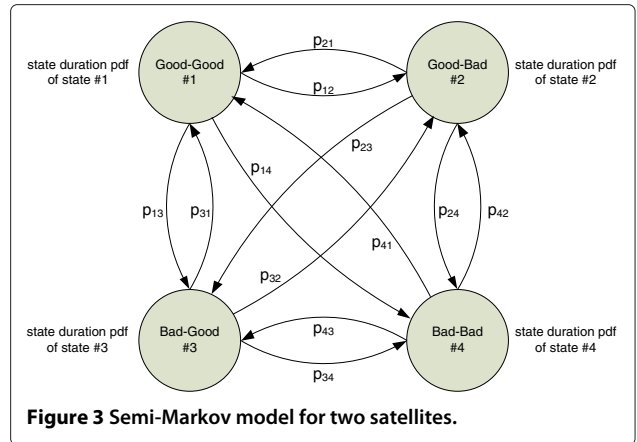 state duration pdf
of state #1
Good-Good
#1
p21
p12
Good-Bad
#2
state duration pdf
of state #2
p23
p14
p13
p31
p24
p42
p41
p32
state duration pdf
of state #3
Bad-Good
#3
p43
p34
Bad-Bad
#4
state duration pdf
of state #4
Figure 3 Semi-Markov model for two satellites.